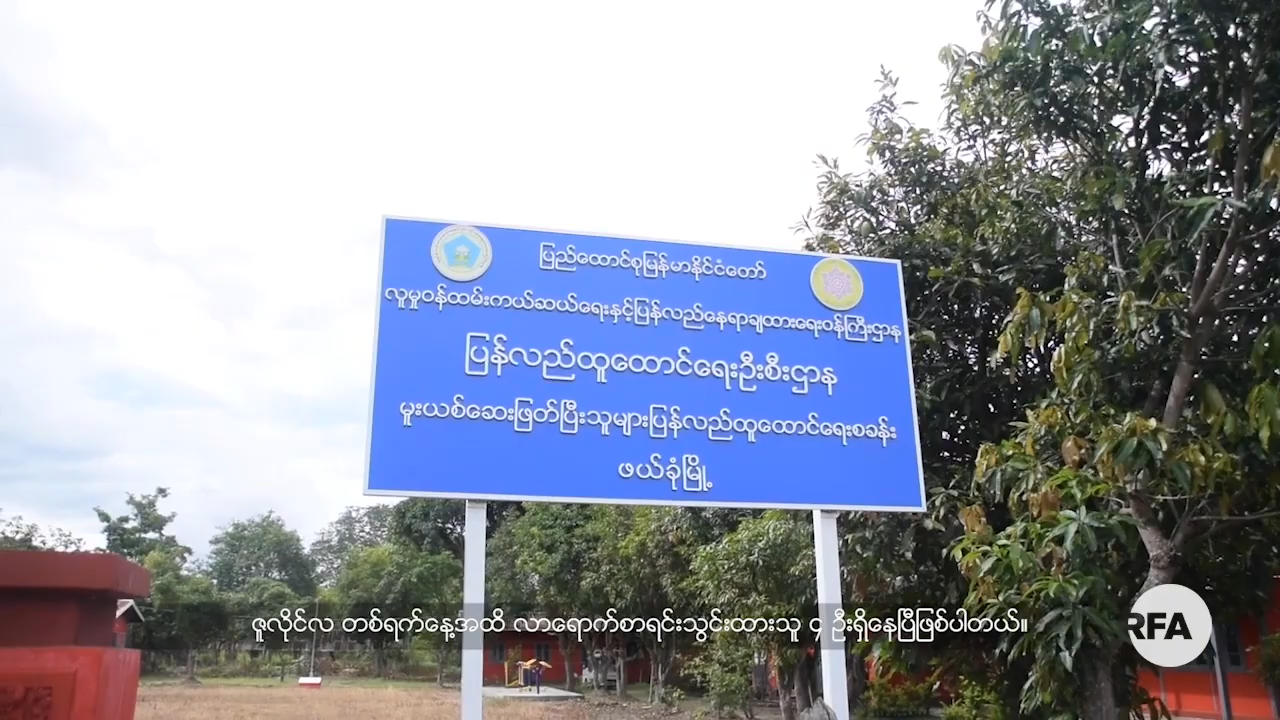 ပြည်ထောင်စုမြန်မာနိုင်ငံတော်
လူမှုဝန်ထမ်းကယ်ဆယ်ရေးနှင့်ပြန်လည်နေရာချထားရေးဝန်ကြီးဌာန
ပြန်လည်ထူထောင်ရေးဦးစီးဌာန
မူးယစ်ဆေးဖြတ်ပြီးသူများပြန်လည်ထူထောင်ရေးစခန်း
ဖယ်ခုံမြို့
ဇူလိုင်လ တစ်ရက်နေ့အထိ လာရောက်စာရင်းသွင်းထားသူ ၄ ဦးရှိနေပြီဖြစ်ပါတယ်။
RFA